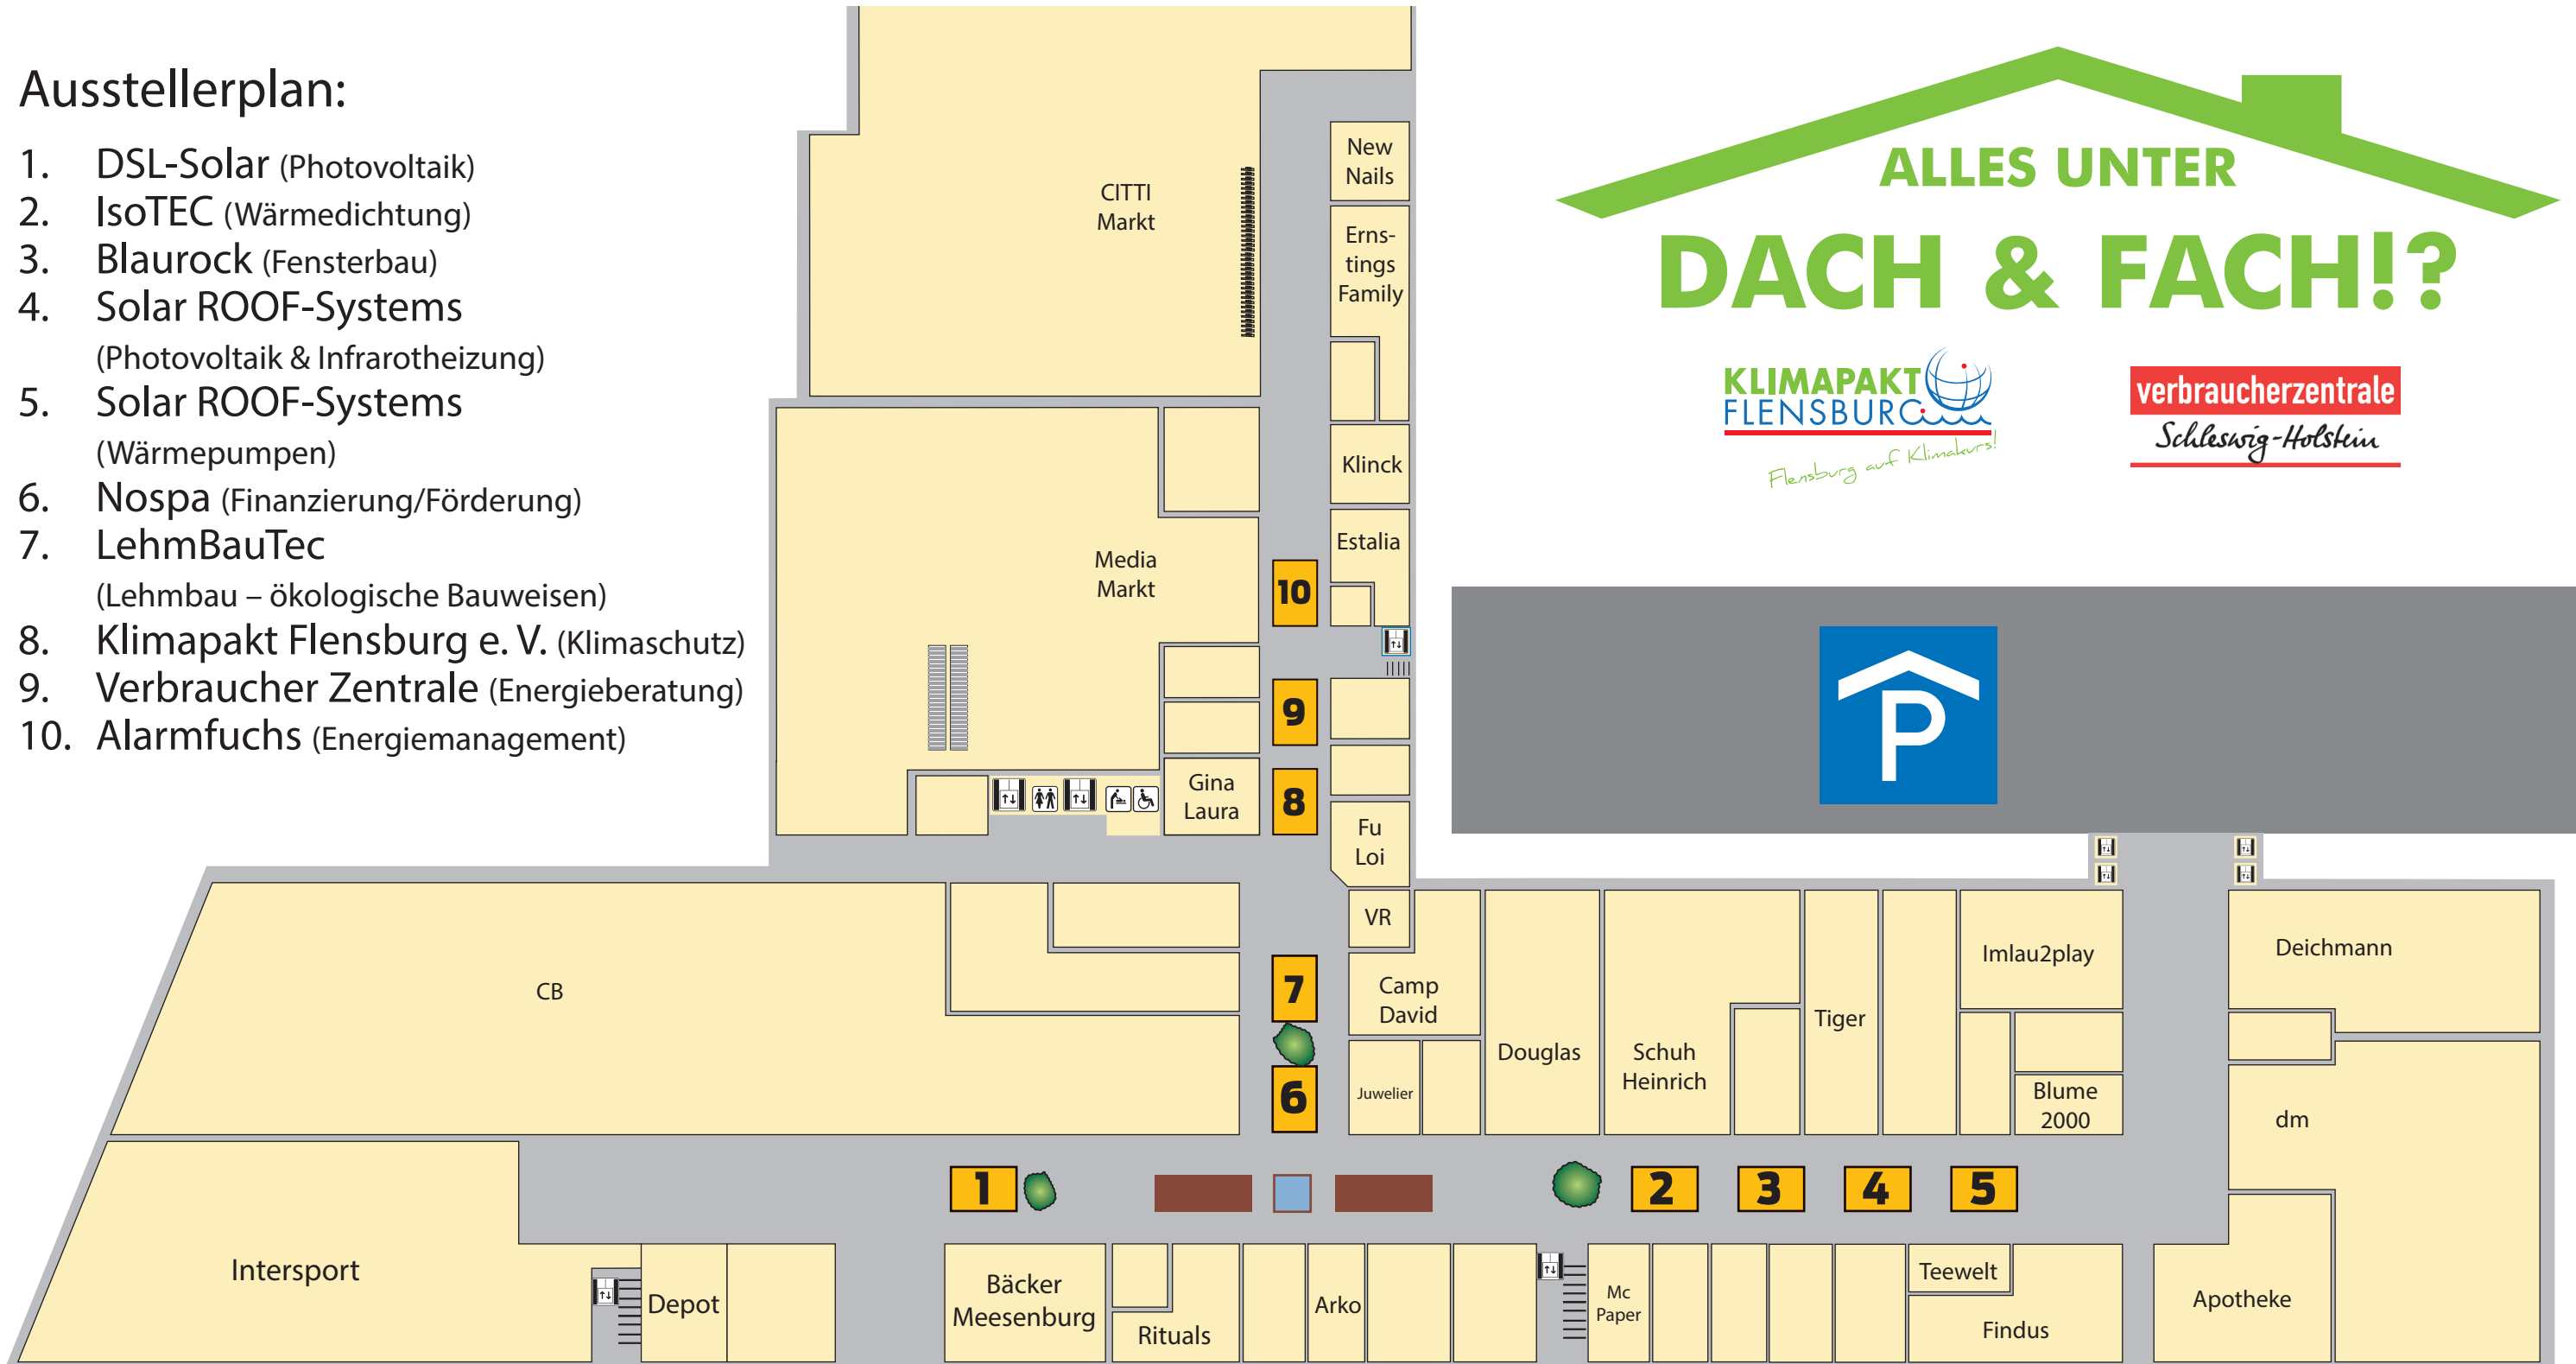 Ausstellerplan:
1. DSL-Solar (Photovoltaik)
2. IsoTEC (Wärmedichtung)
3. Blaurock (Fensterbau)
4. Solar ROOF-Systems
(Photovoltaik & Infrarotheizung)
5. Solar ROOF-Systems
(Wärmepumpen)
6. Nospa (Finanzierung/Förderung)
7. LehmBauTec
(Lehmbau – ökologische Bauweisen)
8. Klimapakt Flensburg e. V. (Klimaschutz)
9. Verbraucher Zentrale (Energieberatung)
10. Alarmfuchs (Energiemanagement)
ALLES UNTER
DACH & FACH!?
KLIMAPAKT
FLENSBURG
Flensburg auf Klimakurs!
verbraucherzentrale
Schleswig-Holstein
P
CITTI
Markt
New
Nails
Erns-
tings
Family
Klinck
Estalia
Media
Markt
10
9
8
Gina
Laura
Fu
Loi
VR
CB
7
Camp
David
6
Juwelier
Douglas
Schuh
Heinrich
Tiger
Imlau2play
Blume
2000
Deichmann
dm
1
2
3
4
5
Intersport
Depot
Bäcker
Meesenburg
Rituals
Arko
Mc
Paper
Teewelt
Findus
Apotheke